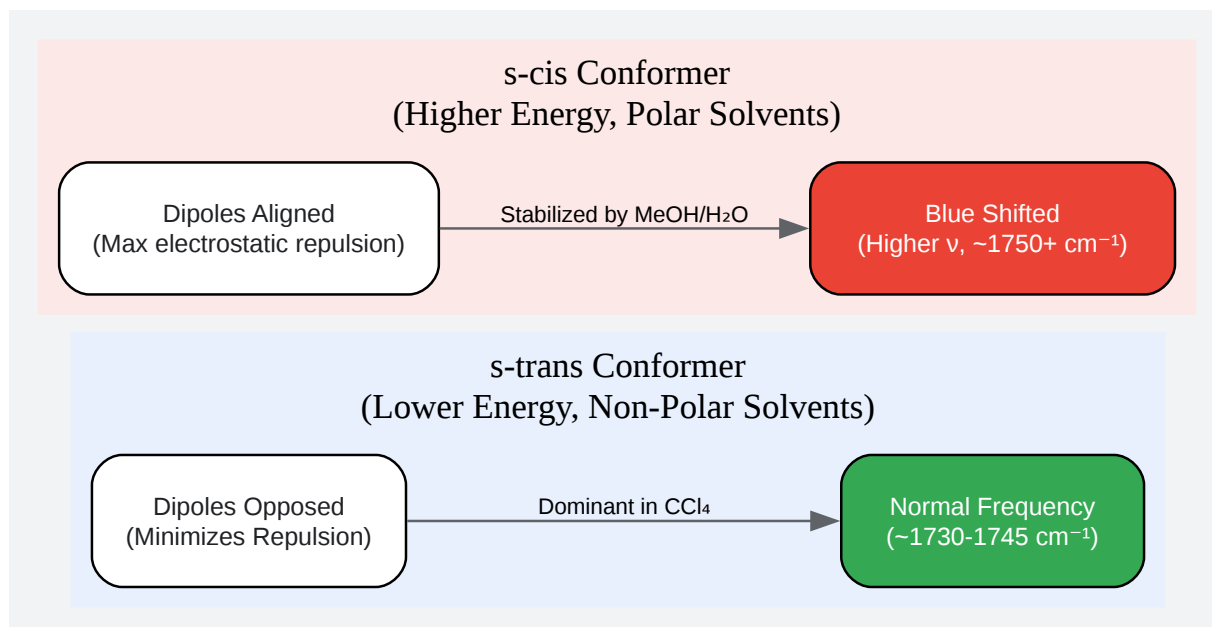 s-cis Conformer
(Higher Energy, Polar Solvents)
Dipoles Aligned
(Max electrostatic repulsion)
Stabilized by MeOH/H₂O
Blue Shifted
(Higher ν, ~1750+ cm⁻¹)
s-trans Conformer
(Lower Energy, Non-Polar Solvents)
Dipoles Opposed
(Minimizes Repulsion)
Dominant in CCl₄
Normal Frequency
(~1730-1745 cm⁻¹)